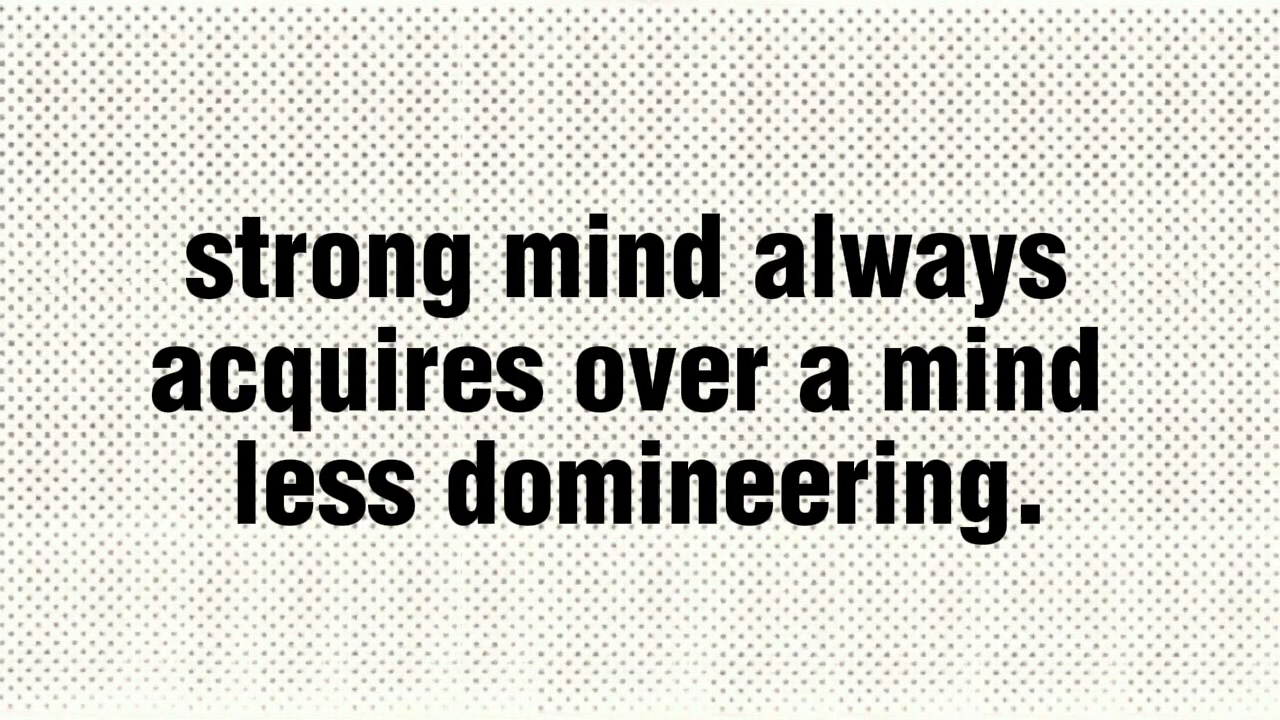 strong mind always
acquires over a mind
less domineering.